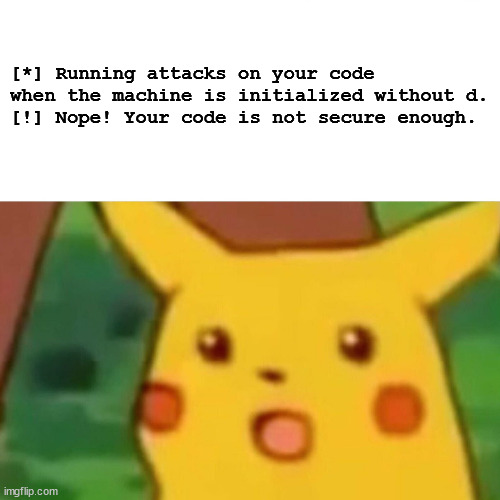 [*] Running attacks on your code
when the machine is initialized without d.
[!] Nope! Your code is not secure enough.
imgflip.com